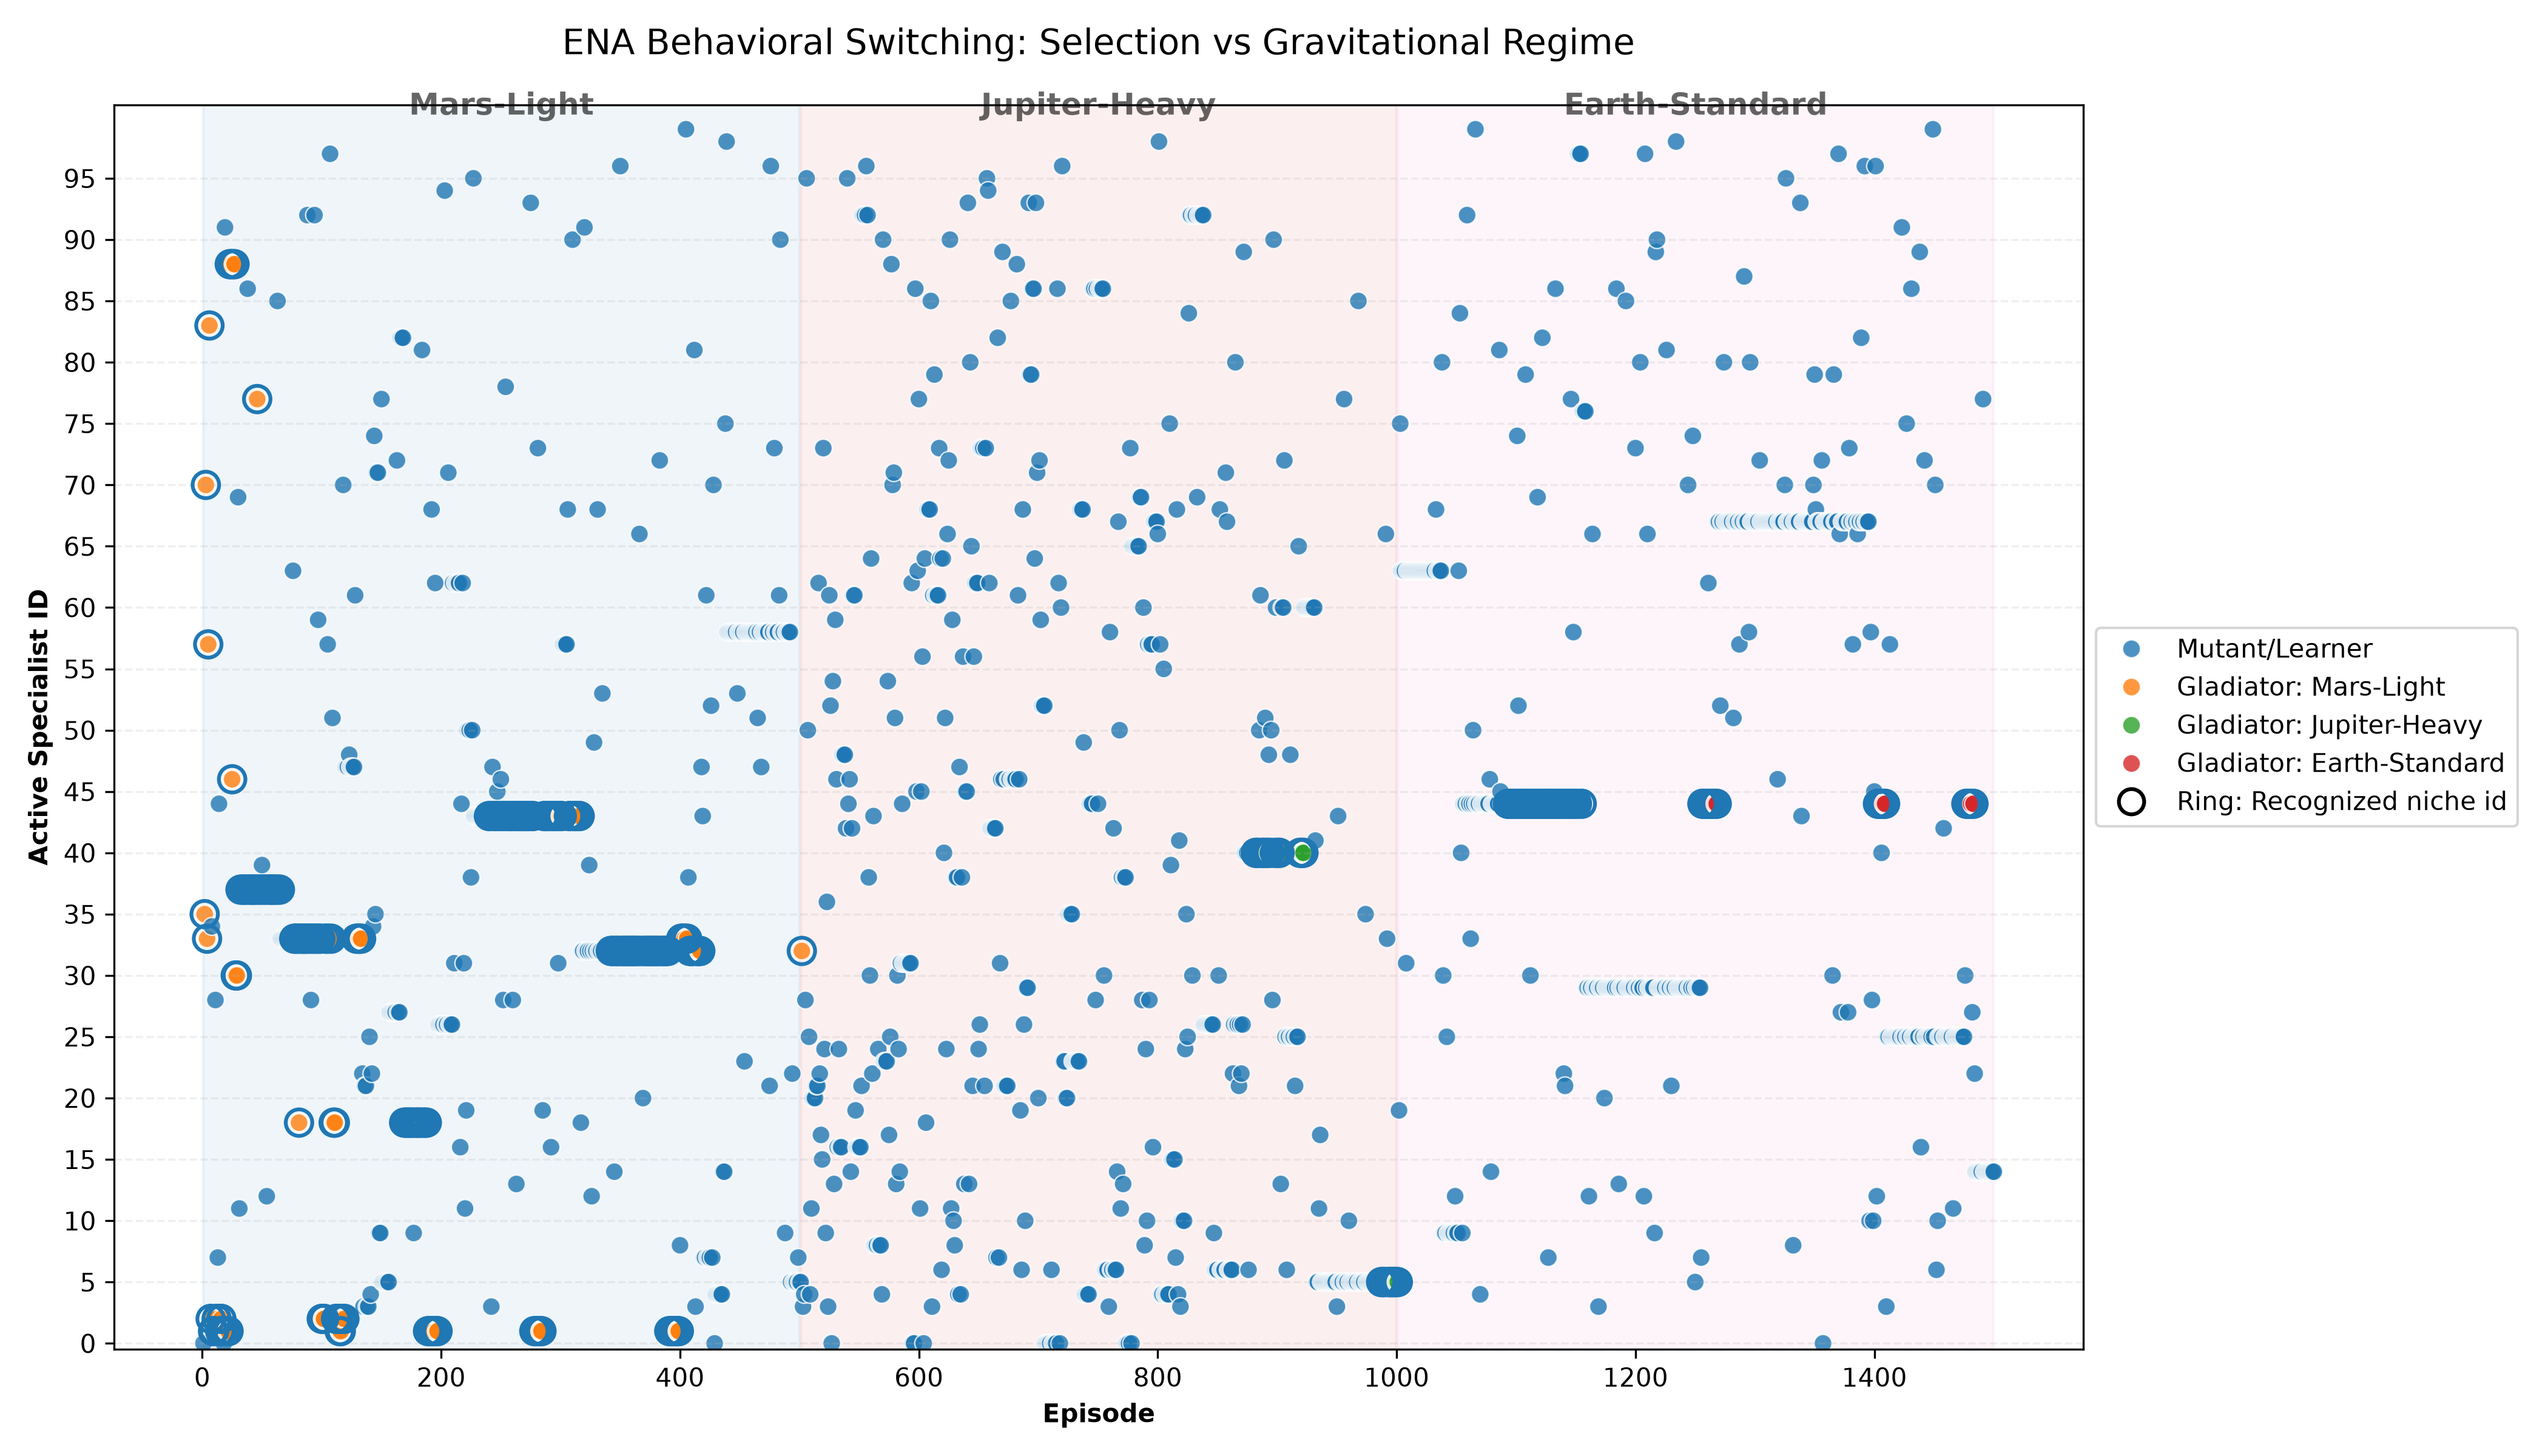 ENA Behavioral Switching: Selection vs Gravitational Regime
Mars-Light
Jupiter-Heavy
Earth-Standard
Active Specialist ID
95
90
85
80
75
70
65
60
55
50
45
40
35
30
25
20
15
10
5
0
0
200
400
600
800
1000
1200
1400
Episode
Mutant/Learner
Gladiator: Mars-Light
Gladiator: Jupiter-Heavy
Gladiator: Earth-Standard
Ring: Recognized niche id